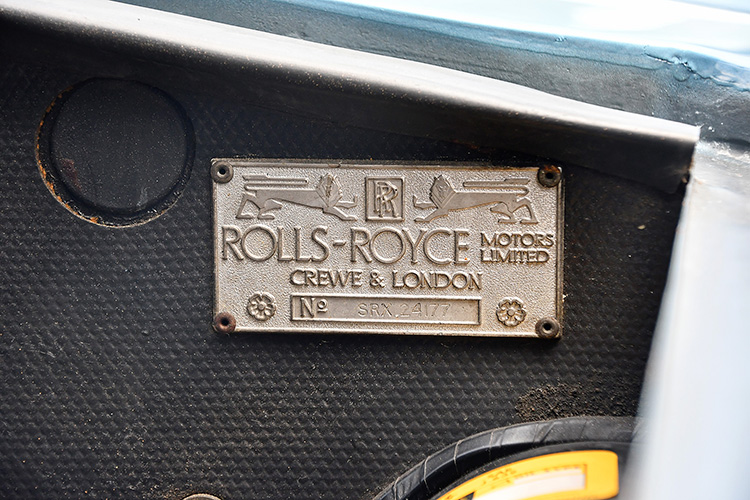 RR
ROLLS-ROYCE MOTORS LIMITED
CREWE & LONDON
Nº SRX.24177